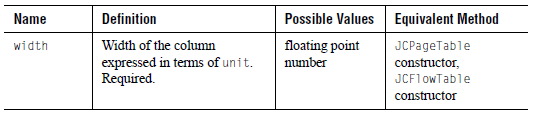 Name Definition Possible Values Equivalent Method
width Width of the column floating point JCPageTable
expressed in terms of unit. number constructor,
Required. JCFlowTable
constructor